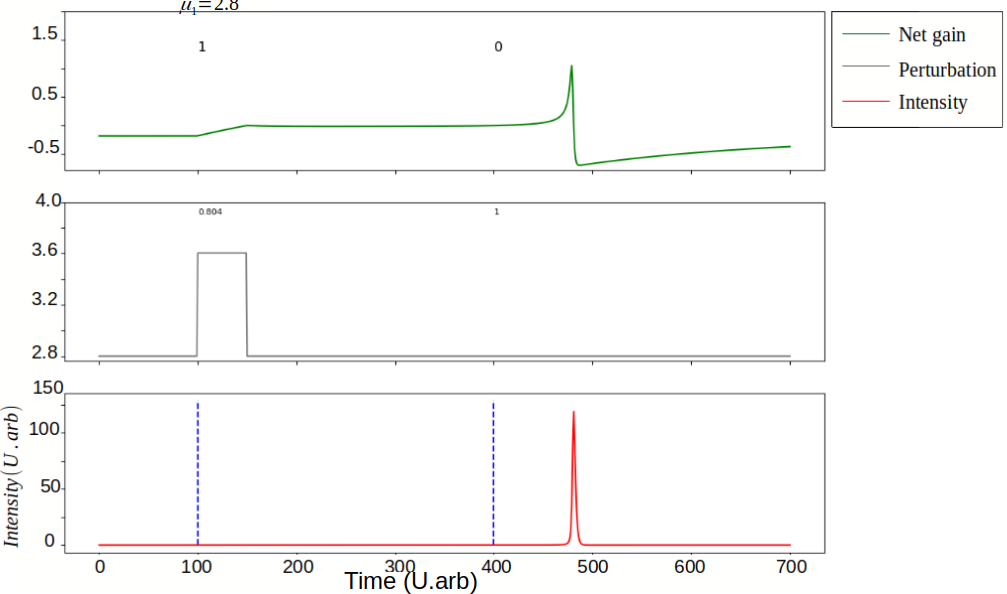 μ₁=2.8
1.5
1
0
0.5
-0.5
Net gain
Perturbation
Intensity
4.0
0.804
1
3.6
3.2
2.8
150
100
50
0
Intensity(U.arb)
0 100 200 300 400 500 600 700
Time (U.arb)